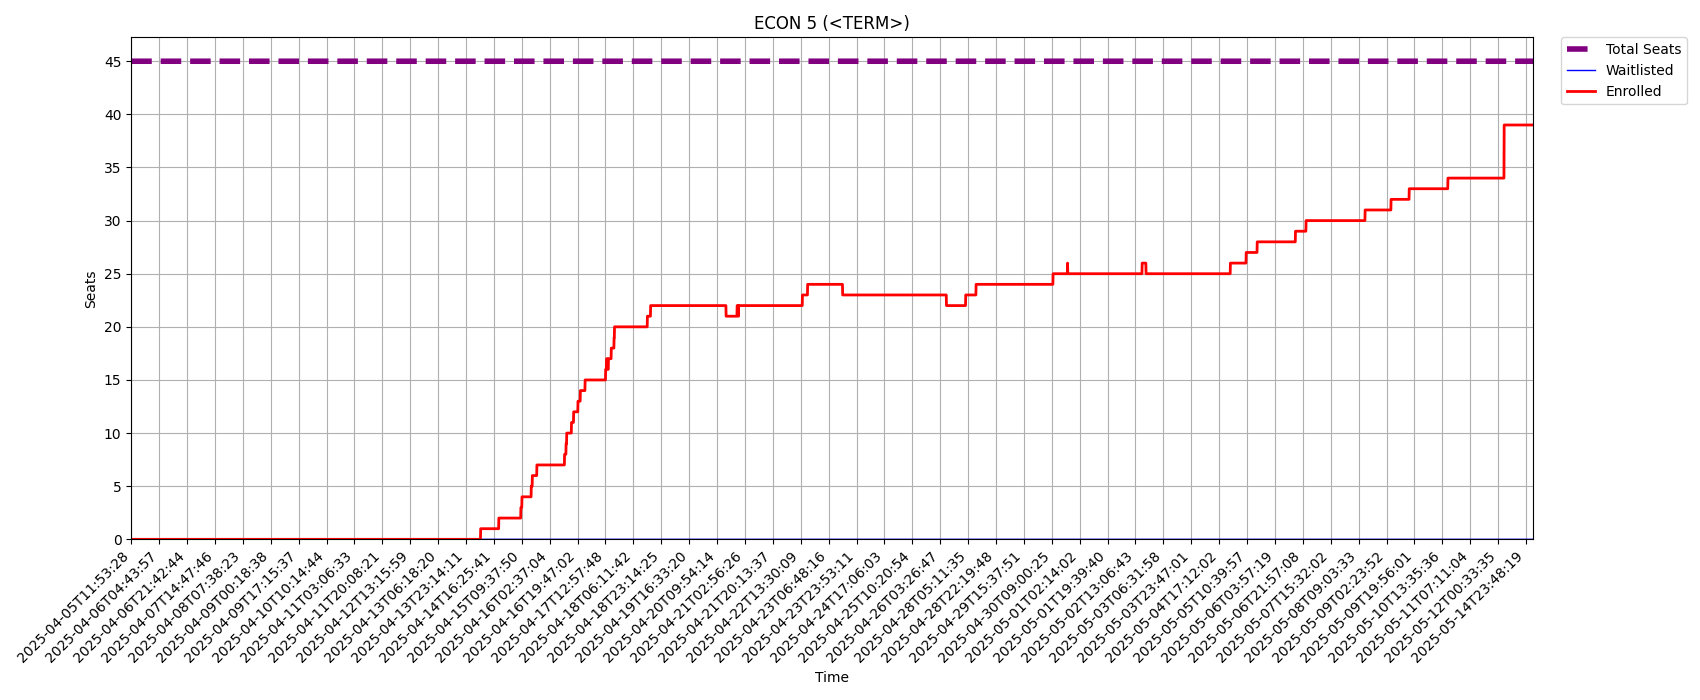 ECON 5 (<TERM>)
Total Seats
Waitlisted
Enrolled
Seats
45
40
35
30
25
20
15
10
5
0
2025-04-05T11:53:28
2025-04-06T04:43:57
2025-04-06T21:42:44
2025-04-07T14:47:46
2025-04-08T07:38:23
2025-04-09T00:18:38
2025-04-09T17:15:37
2025-04-10T10:14:44
2025-04-11T03:06:33
2025-04-11T20:08:21
2025-04-12T13:15:59
2025-04-13T06:18:20
2025-04-13T23:14:11
2025-04-14T16:25:41
2025-04-15T09:37:50
2025-04-16T02:37:04
2025-04-16T19:47:02
2025-04-17T12:57:48
2025-04-18T06:11:42
2025-04-18T23:14:25
2025-04-19T16:33:20
2025-04-20T09:54:14
2025-04-21T02:56:26
2025-04-21T20:13:37
2025-04-22T13:30:09
2025-04-23T06:48:16
2025-04-23T23:53:11
2025-04-24T17:06:03
2025-04-25T10:20:54
2025-04-26T03:26:47
2025-04-28T05:11:35
2025-04-28T22:19:48
2025-04-29T15:37:51
2025-04-30T09:00:25
2025-05-01T02:14:02
2025-05-01T19:39:40
2025-05-02T13:06:43
2025-05-03T06:31:58
2025-05-03T23:47:01
2025-05-04T17:12:02
2025-05-05T10:39:57
2025-05-06T03:57:19
2025-05-06T21:57:08
2025-05-07T15:32:02
2025-05-08T09:03:33
2025-05-09T02:23:52
2025-05-09T19:56:01
2025-05-10T13:35:36
2025-05-11T07:11:04
2025-05-12T00:33:35
2025-05-14T23:48:19
Time